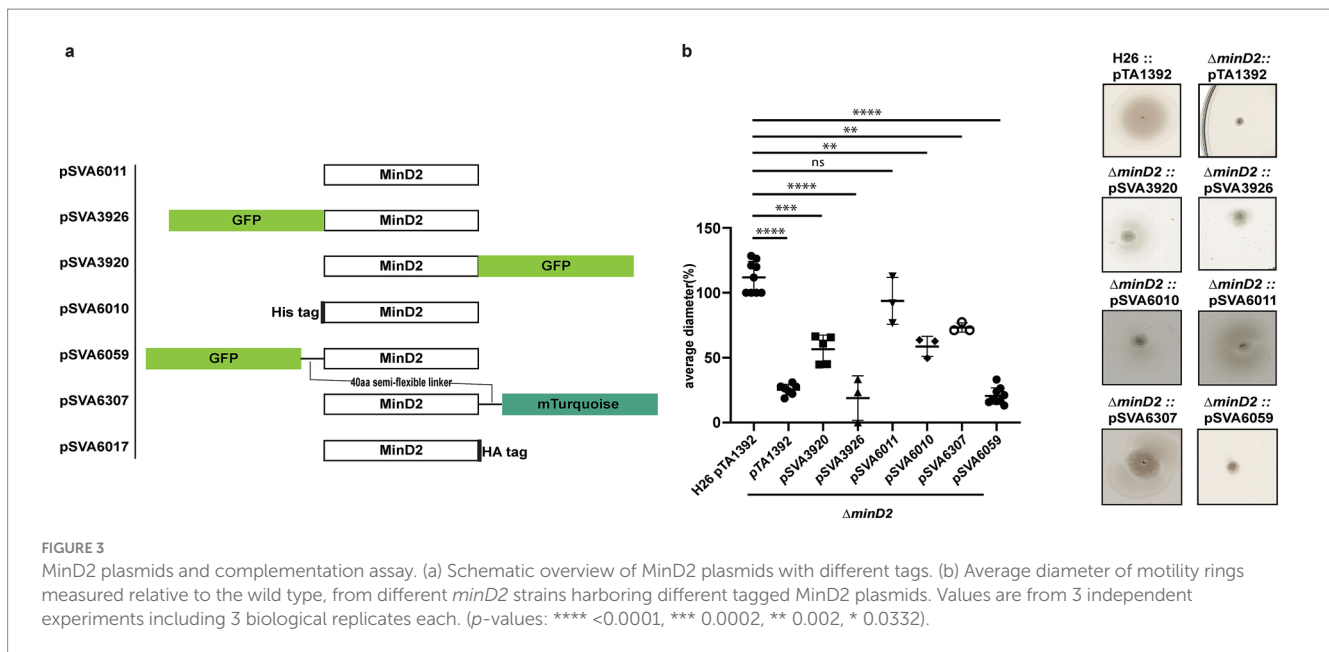 a
pSVA6011
MinD2
pSVA3926
GFP
MinD2
pSVA3920
MinD2
GFP
pSVA6010
His tag
MinD2
pSVA6059
GFP
MinD2
40aa semi-flexible linker
pSVA6307
MinD2
mTurquoise
pSVA6017
MinD2
HA tag
b
****
**
**
ns
****
***
****
average diameter(%)
150
100
50
0
H26 pTA1392
pTA1392
pSVA3920
pSVA3926
pSVA6011
pSVA6010
pSVA6307
pSVA6059
ΔminD2
H26 ::
pTA1392
ΔminD2::
pTA1392
ΔminD2 ::
pSVA3920
ΔminD2 ::
pSVA3926
ΔminD2 ::
pSVA6010
ΔminD2 ::
pSVA6011
ΔminD2 ::
pSVA6307
ΔminD2 ::
pSVA6059
FIGURE 3
MinD2 plasmids and complementation assay. (a) Schematic overview of MinD2 plasmids with different tags. (b) Average diameter of motility rings
measured relative to the wild type, from different minD2 strains harboring different tagged MinD2 plasmids. Values are from 3 independent
experiments including 3 biological replicates each. (p-values: **** <0.0001, *** 0.0002, ** 0.002, * 0.0332).